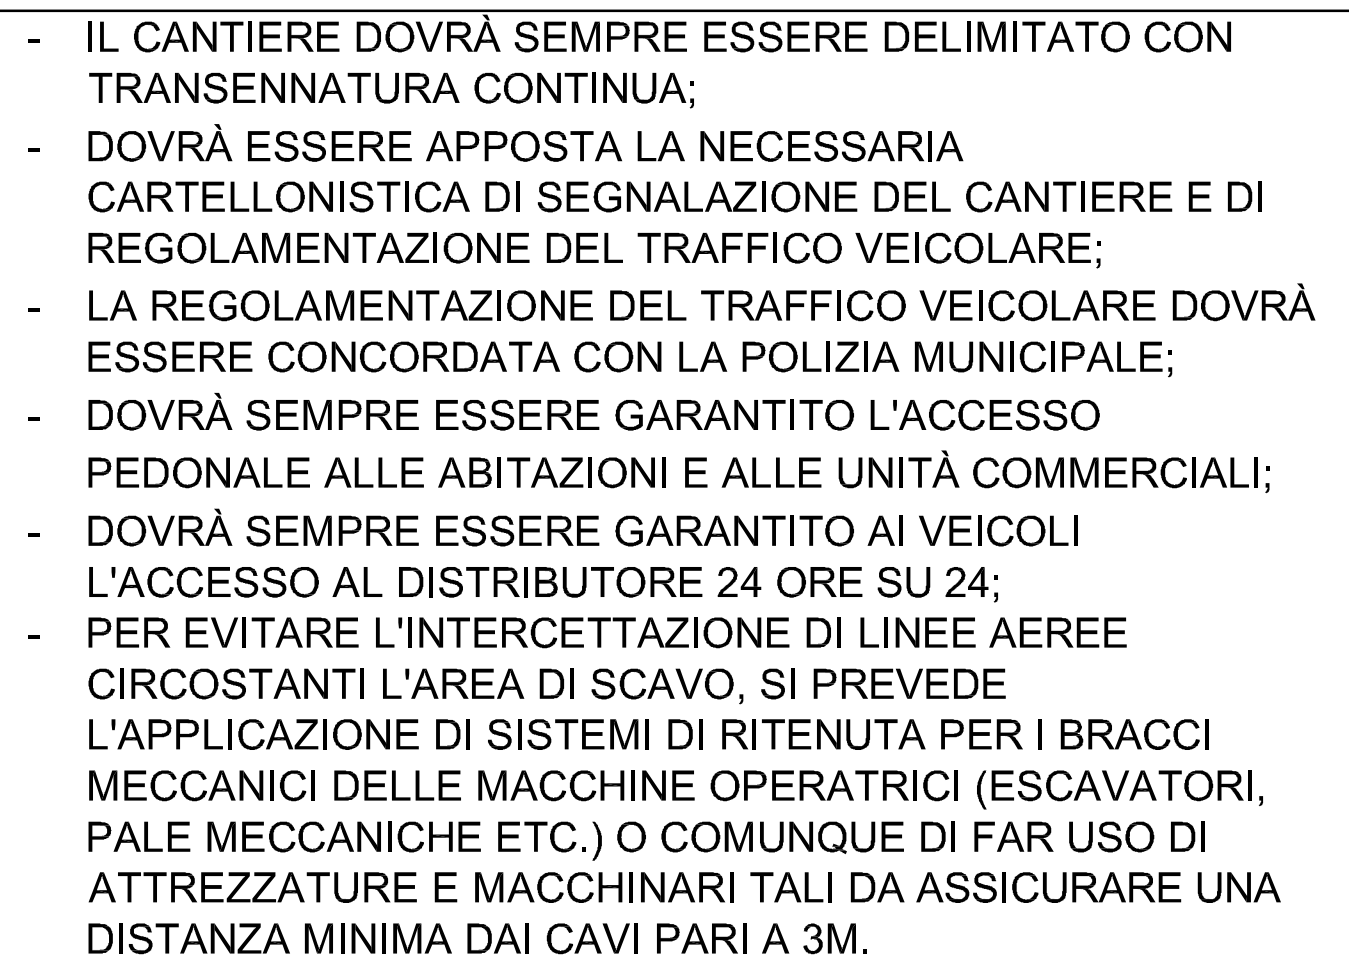 - IL CANTIERE DOVRÀ SEMPRE ESSERE DELIMITATO CON
TRANSENNATURA CONTINUA;
- DOVRÀ ESSERE APPOSTA LA NECESSARIA
CARTELLONISTICA DI SEGNALAZIONE DEL CANTIERE E DI
REGOLAMENTAZIONE DEL TRAFFICO VEICOLARE;
- LA REGOLAMENTAZIONE DEL TRAFFICO VEICOLARE DOVRÀ
ESSERE CONCORDATA CON LA POLIZIA MUNICIPALE;
- DOVRÀ SEMPRE ESSERE GARANTITO L'ACCESSO
PEDONALE ALLE ABITAZIONI E ALLE UNITÀ COMMERCIALI;
- DOVRÀ SEMPRE ESSERE GARANTITO AI VEICOLI
L'ACCESSO AL DISTRIBUTORE 24 ORE SU 24;
- PER EVITARE L'INTERCETTAZIONE DI LINEE AEREE
CIRCOSTANTI L'AREA DI SCAVO, SI PREVEDE
L'APPLICAZIONE DI SISTEMI DI RITENUTA PER I BRACCI
MECCANICI DELLE MACCHINE OPERATRICI (ESCAVATORI,
PALE MECCANICHE ETC.) O COMUNQUE DI FAR USO DI
ATTREZZATURE E MACCHINARI TALI DA ASSICURARE UNA
DISTANZA MINIMA DAI CAVI PARI A 3M.